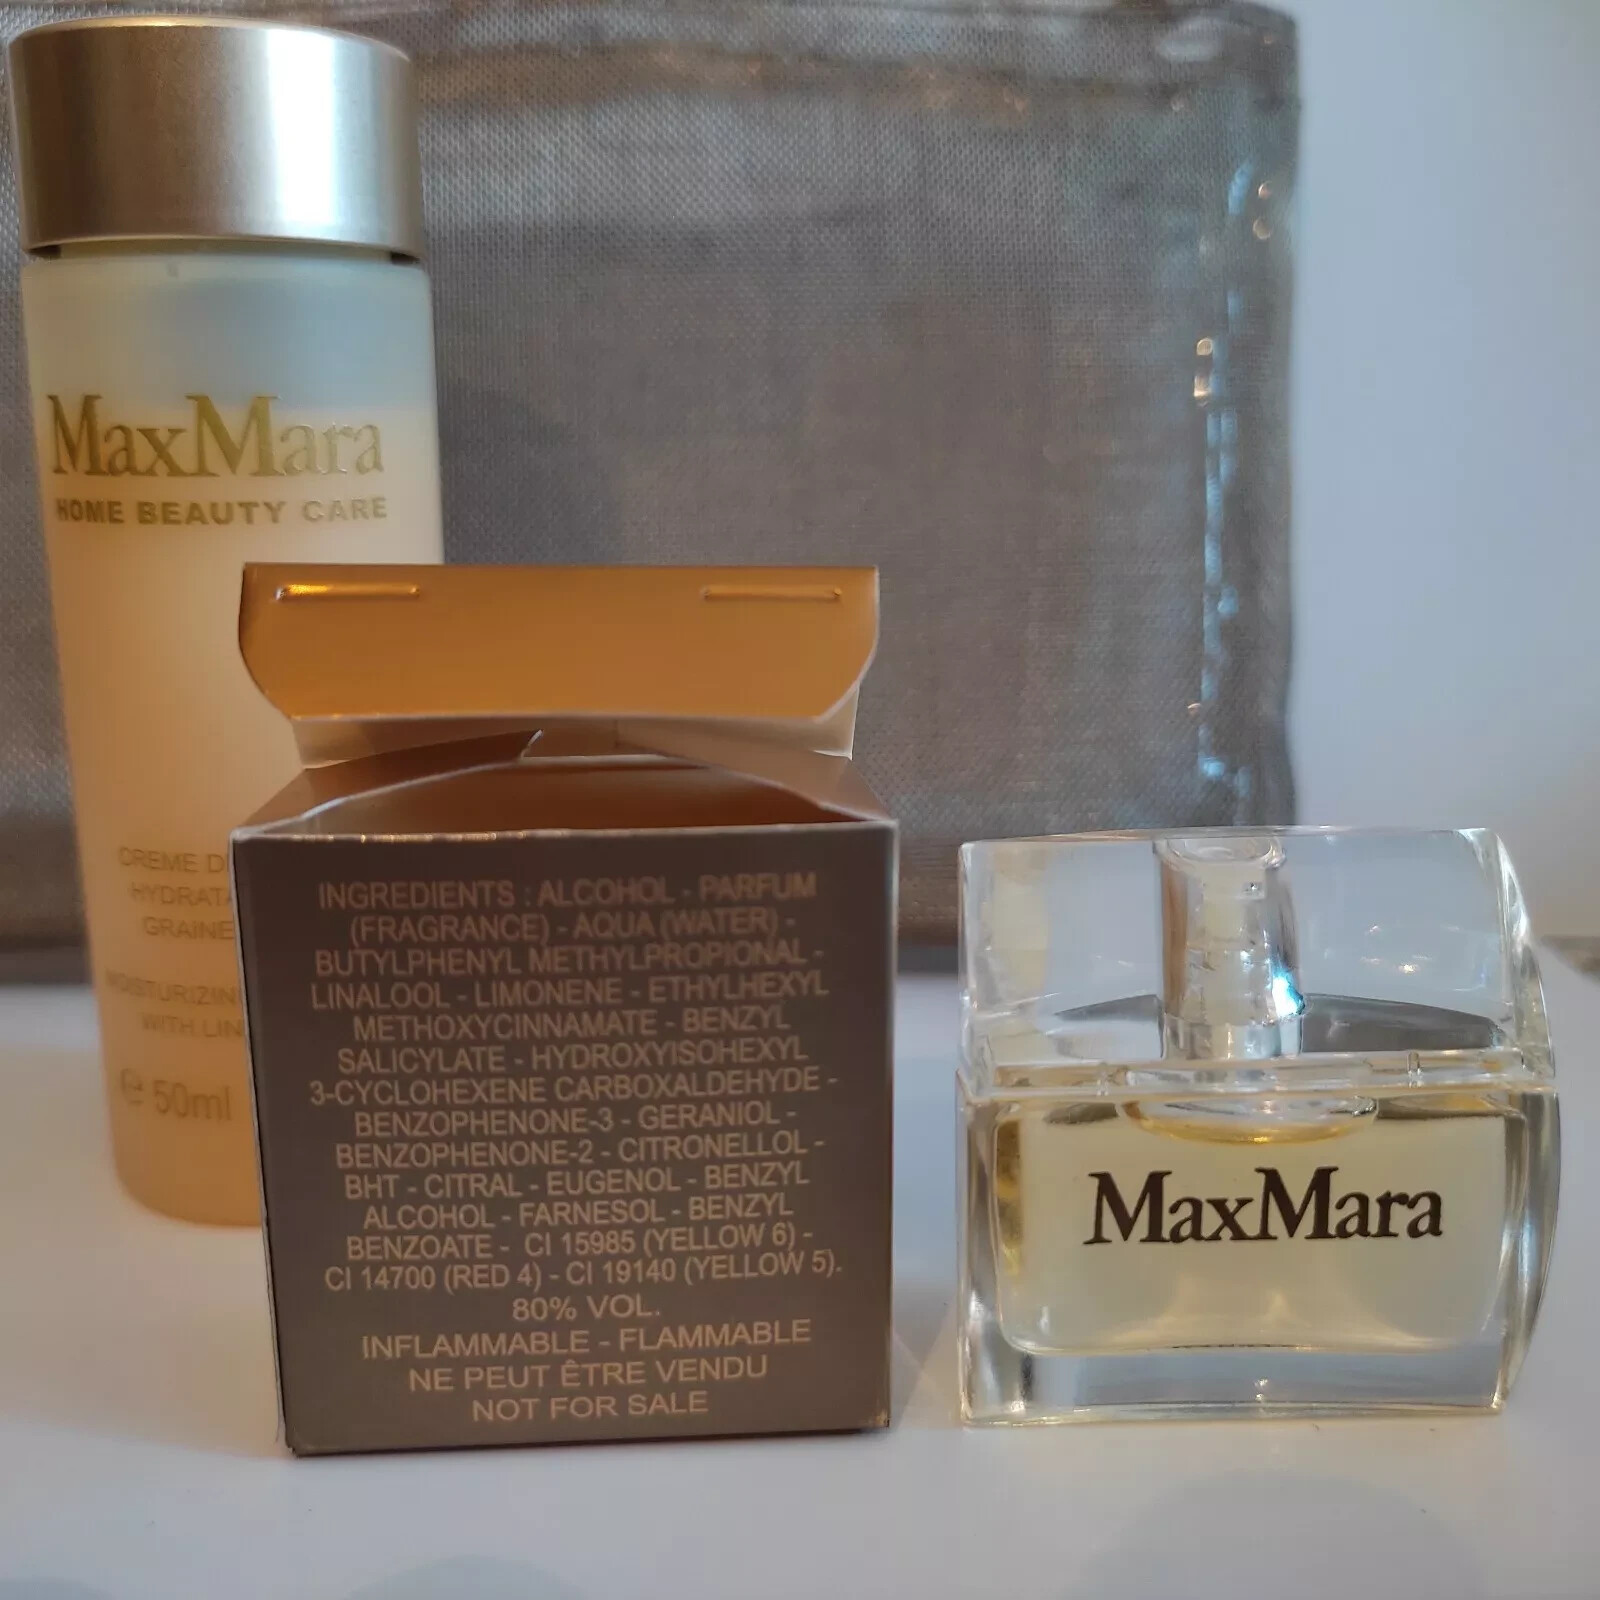 MaxMara
HOME BEAUTY CARE
CREME D
HYDRATA
GRAINE
MOISTURIZIN
WITH LIN
e 50ml
INGREDIENTS : ALCOHOL - PARFUM
(FRAGRANCE) - AQUA (WATER) -
BUTYLPHENYL METHYLPROPIONAL -
LINALOOL - LIMONENE - ETHYLHEXYL
METHOXYCINNAMATE - BENZYL
SALICYLATE - HYDROXYISOHEXYL
3-CYCLOHEXENE CARBOXALDEHYDE -
BENZOPHENONE-3 - GERANIOL -
BENZOPHENONE-2 - CITRONELLOL -
BHT - CITRAL - EUGENOL - BENZYL
ALCOHOL - FARNESOL - BENZYL
BENZOATE - CI 15985 (YELLOW 6) -
CI 14700 (RED 4) - CI 19140 (YELLOW 5).
80% VOL.
INFLAMMABLE - FLAMMABLE
NE PEUT ÊTRE VENDU
NOT FOR SALE
MaxMara